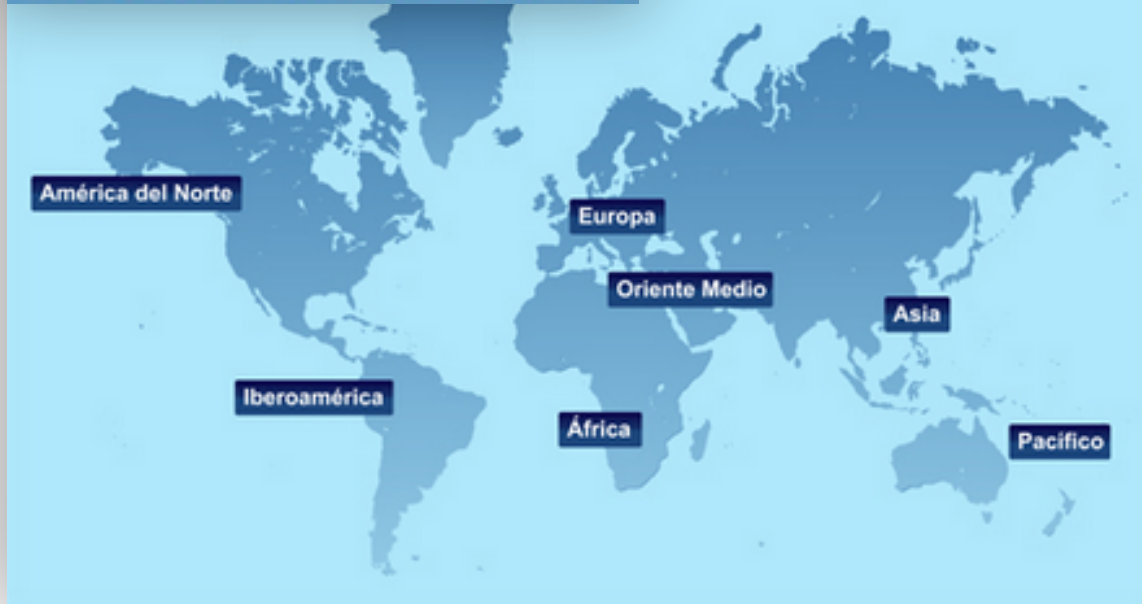 América del Norte
Europa
Oriente Medio
Asia
Iberoamérica
África
Pacífico